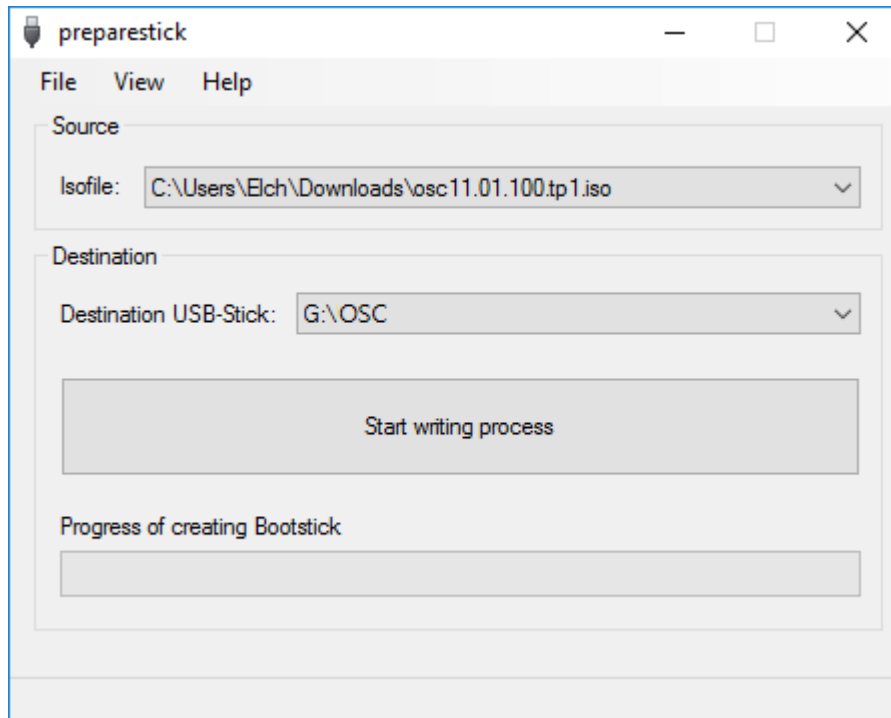 preparestick
File View Help
Source
Isofile: C:\Users\Elch\Downloads\osc11.01.100.tp1.iso
Destination
Destination USB-Stick: G:\OSC
Start writing process
Progress of creating Bootstick